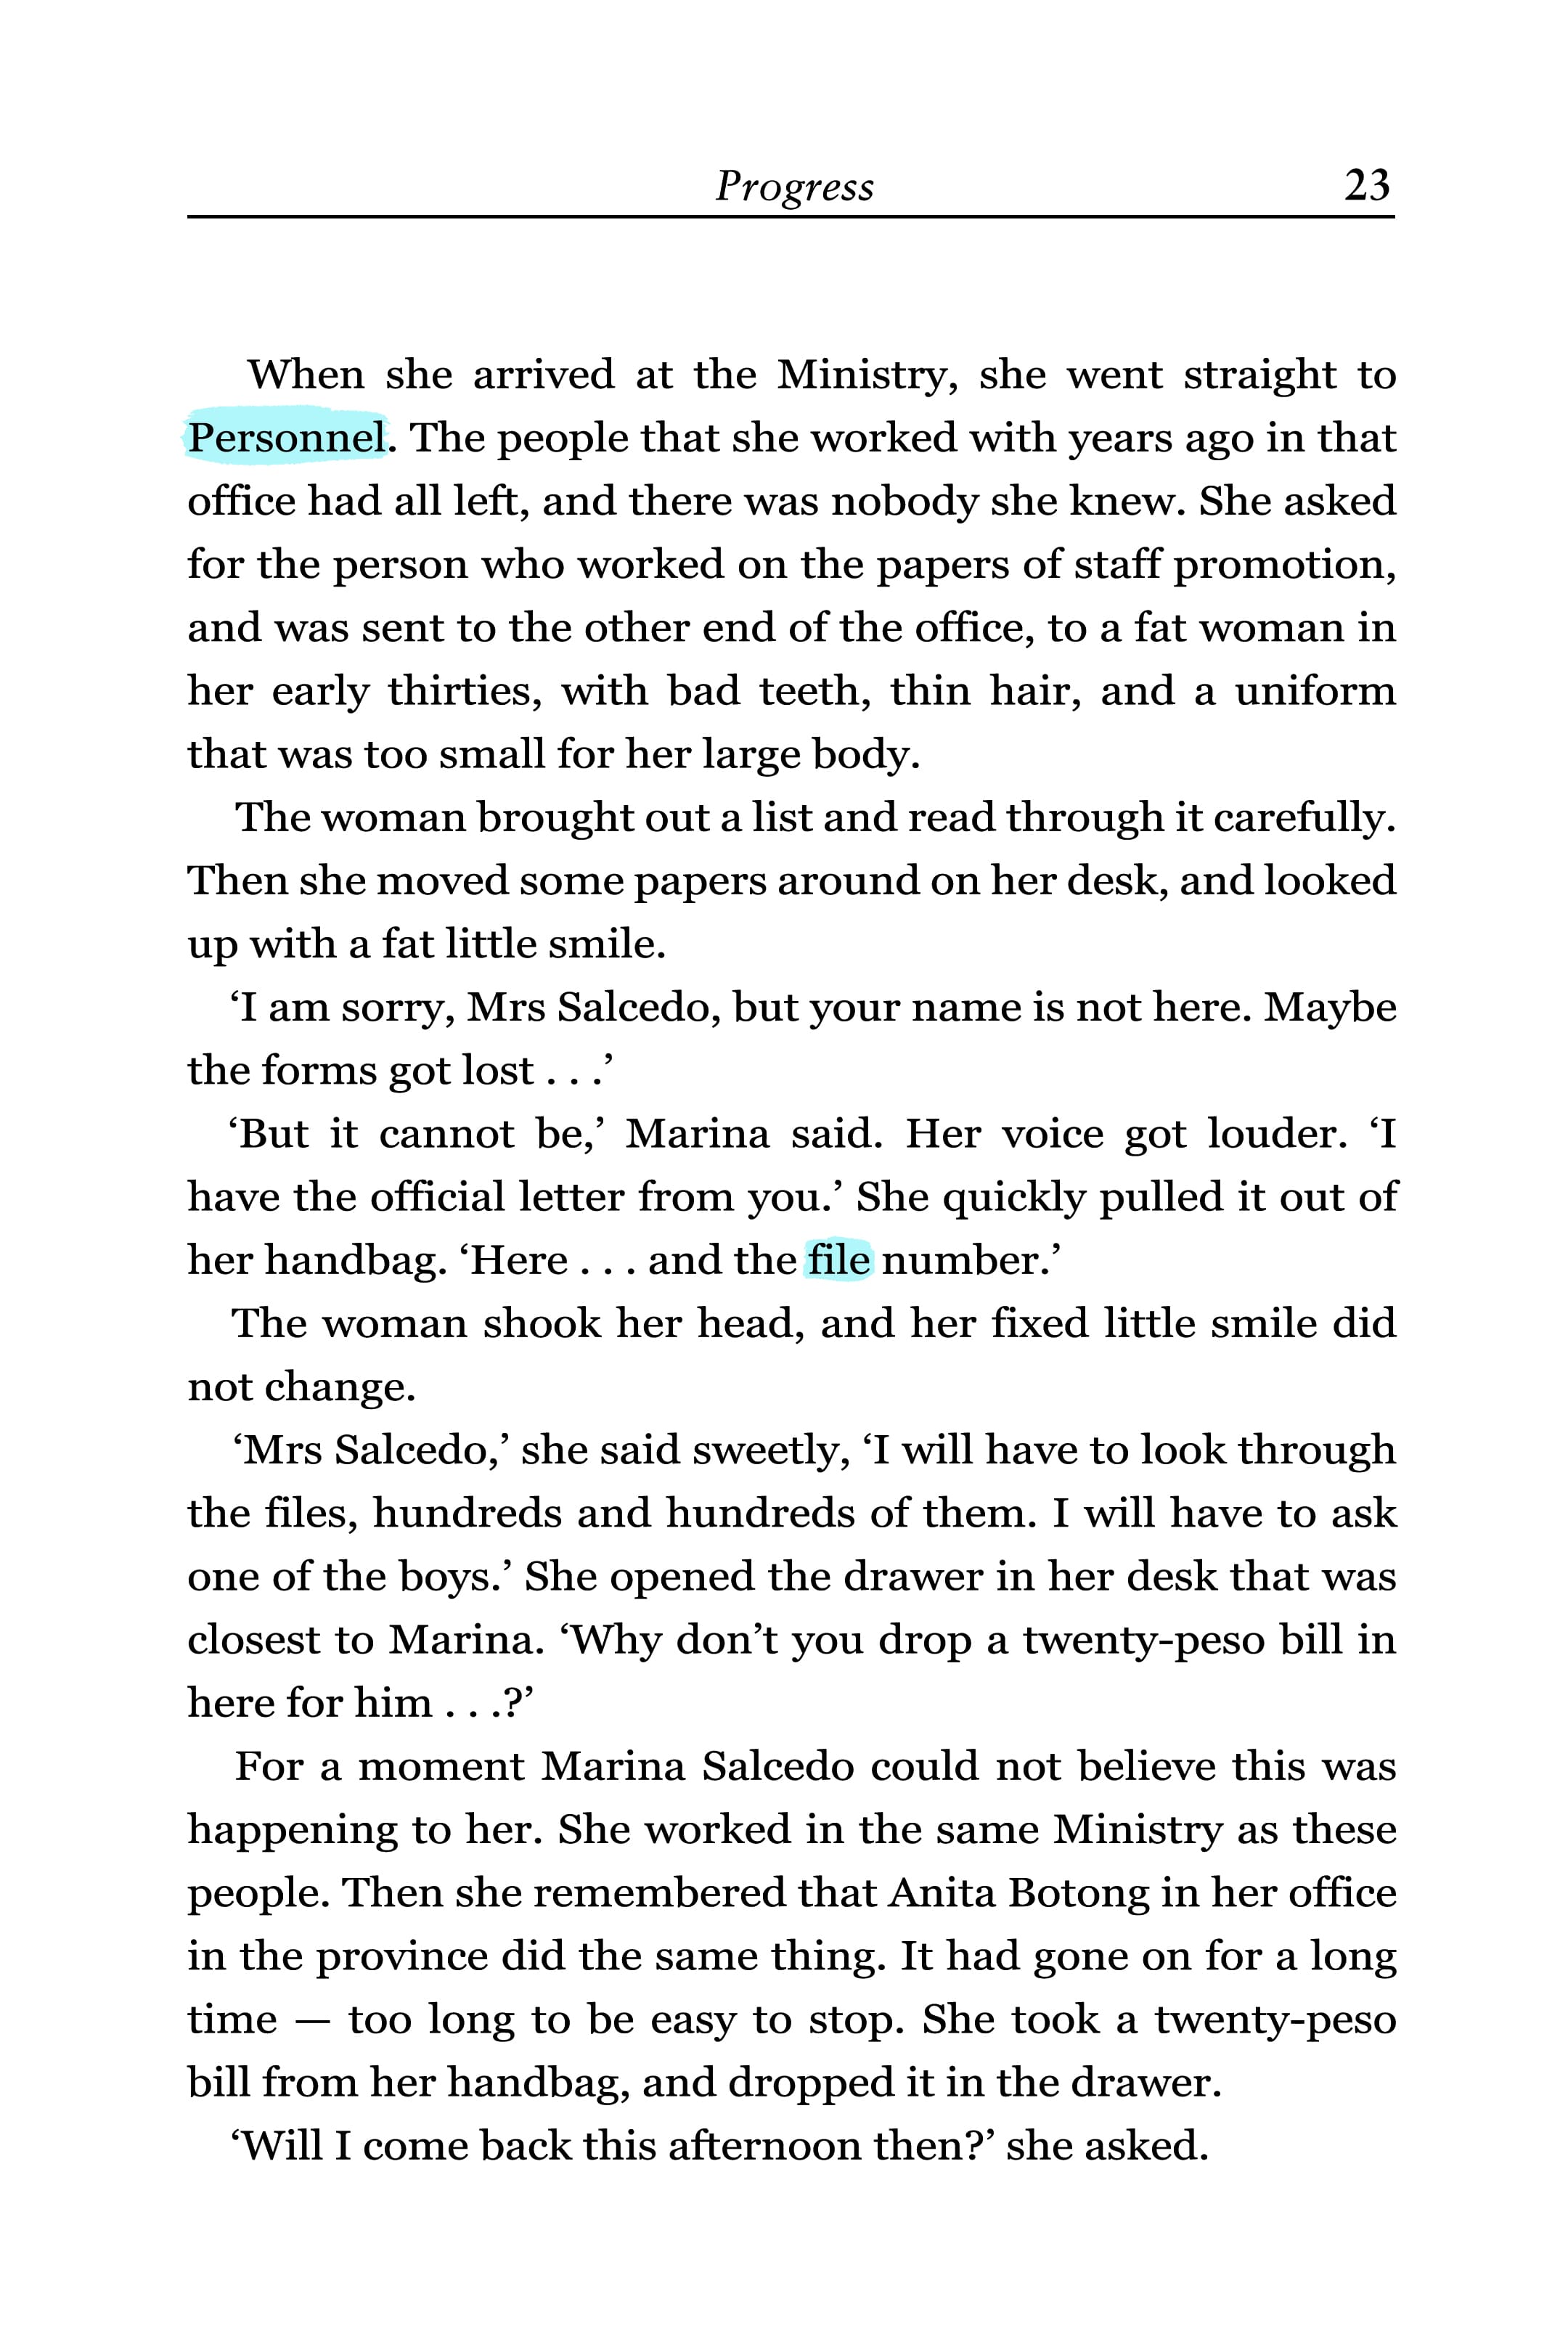 Progress 23
When she arrived at the Ministry, she went straight to
Personnel. The people that she worked with years ago in that
office had all left, and there was nobody she knew. She asked
for the person who worked on the papers of staff promotion,
and was sent to the other end of the office, to a fat woman in
her early thirties, with bad teeth, thin hair, and a uniform
that was too small for her large body.
The woman brought out a list and read through it carefully.
Then she moved some papers around on her desk, and looked
up with a fat little smile.
‘I am sorry, Mrs Salcedo, but your name is not here. Maybe
the forms got lost . . .’
‘But it cannot be,’ Marina said. Her voice got louder. ‘I
have the official letter from you.’ She quickly pulled it out of
her handbag. ‘Here . . . and the file number.’
The woman shook her head, and her fixed little smile did
not change.
‘Mrs Salcedo,’ she said sweetly, ‘I will have to look through
the files, hundreds and hundreds of them. I will have to ask
one of the boys.’ She opened the drawer in her desk that was
closest to Marina. ‘Why don’t you drop a twenty-peso bill in
here for him . . .?’
For a moment Marina Salcedo could not believe this was
happening to her. She worked in the same Ministry as these
people. Then she remembered that Anita Botong in her office
in the province did the same thing. It had gone on for a long
time — too long to be easy to stop. She took a twenty-peso
bill from her handbag, and dropped it in the drawer.
‘Will I come back this afternoon then?’ she asked.